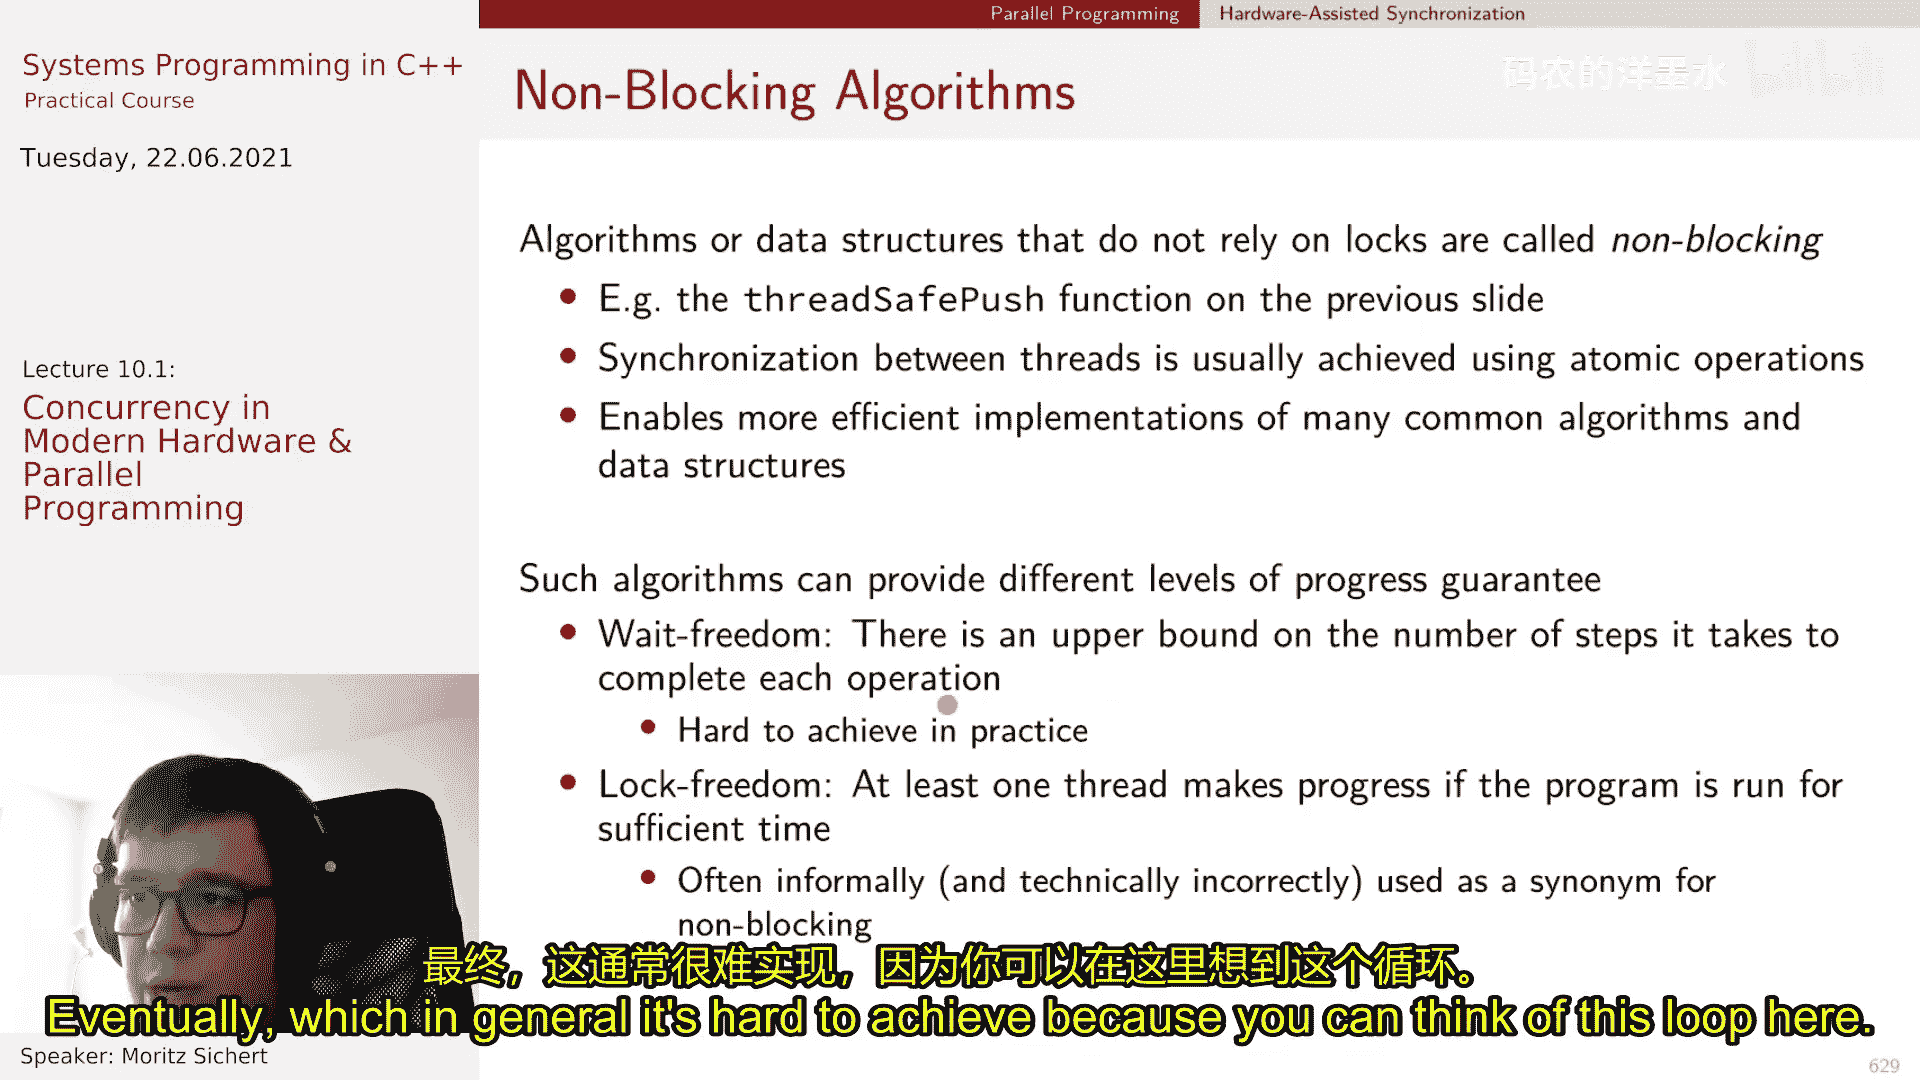 Parallel Programming
Hardware-Assisted Synchronization
Systems Programming in C++
Practical Course
Tuesday, 22.06.2021
Lecture 10.1:
Concurrency in
Modern Hardware &
Parallel
Programming
Non-Blocking Algorithms
码农的洋墨水
bilibili
Algorithms or data structures that do not rely on locks are called non-blocking
E.g. the threadSafePush function on the previous slide
Synchronization between threads is usually achieved using atomic operations
Enables more efficient implementations of many common algorithms and
data structures
Such algorithms can provide different levels of progress guarantee
Wait-freedom: There is an upper bound on the number of steps it takes to
complete each operation
Hard to achieve in practice
Lock-freedom: At least one thread makes progress if the program is run for
sufficient time
Often informally (and technically incorrectly) used as a synonym for
non-blocking
最终，这通常很难实现，因为你可以在这里想到这个循环。
Eventually, which in general it's hard to achieve because you can think of this loop here.
Speaker: Moritz Sichert
629